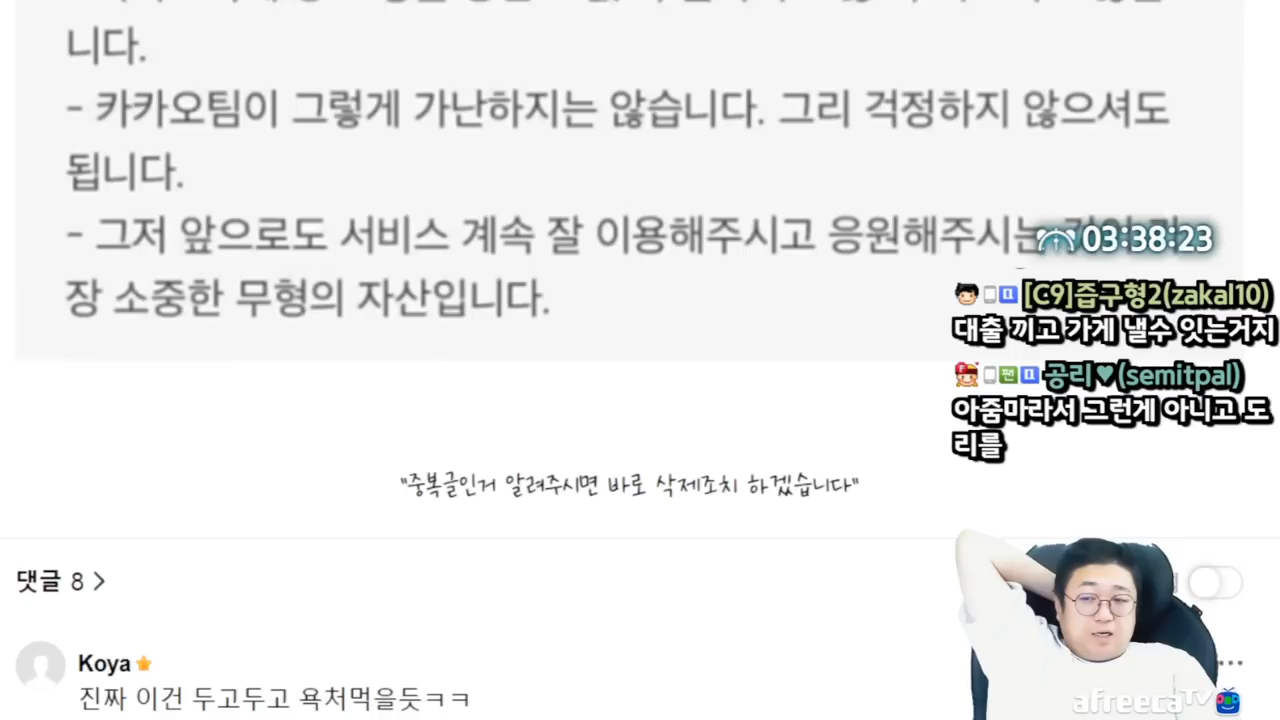 니다.
- 카카오팀이 그렇게 가난하지는 않습니다. 그리 걱정하지 않으셔도
됩니다.
- 그저 앞으로도 서비스 계속 잘 이용해주시고 응원해주시는
장 소중한 무형의 자산입니다.
03:38:23
[C9]즙구형2(zakal10)
대출 끼고 가게 낼수 잇는거지
공리♥(semitpal)
아줌마라서 그런게 아니고 도
리를
"중복글인거 알려주시면 바로 삭제조치 하겠습니다"
댓글 8 >
Koya
진짜 이건 두고두고 욕처먹을듯ㅋㅋ
afreecaTV